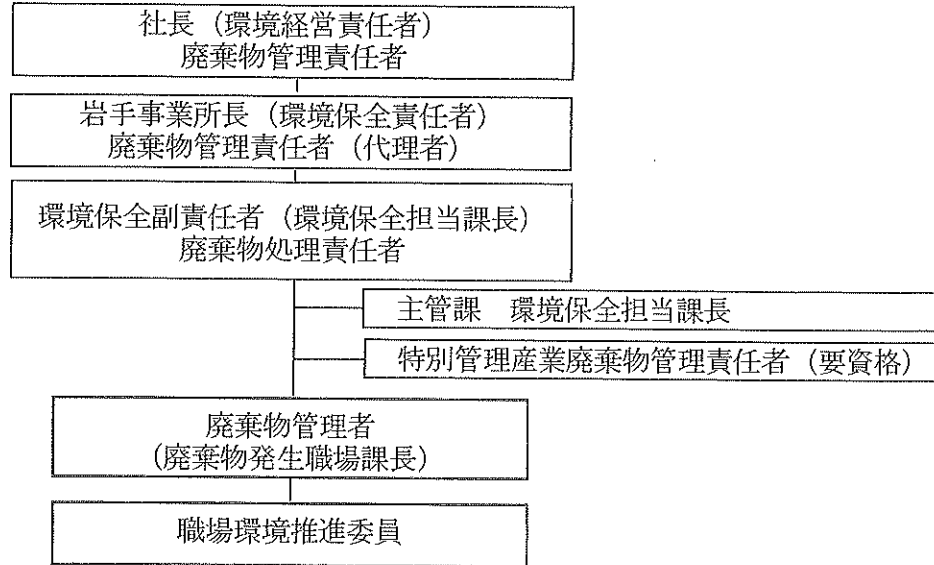 社長（環境経営責任者）
廃棄物管理責任者
岩手事業所長（環境保全責任者）
廃棄物管理責任者（代理者）
環境保全副責任者（環境保全担当課長）
廃棄物処理責任者
主管課　環境保全担当課長
特別管理産業廃棄物管理責任者（要資格）
廃棄物管理者
（廃棄物発生職場課長）
職場環境推進委員